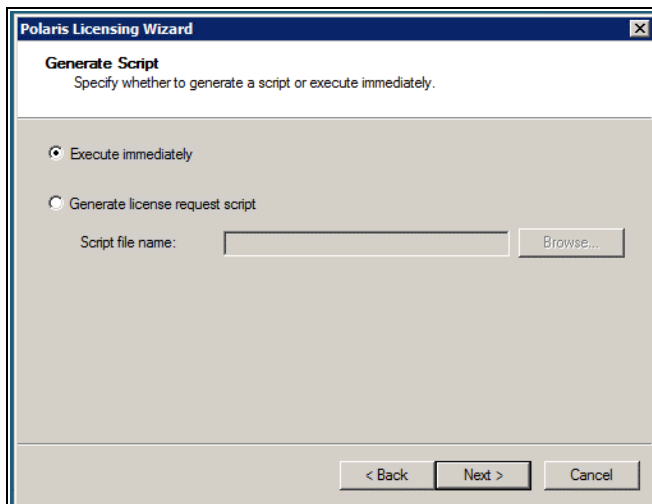 Polaris Licensing Wizard
Generate Script
Specify whether to generate a script or execute immediately.
Execute immediately
Generate license request script
Script file name:
Browse...
< Back
Next >
Cancel